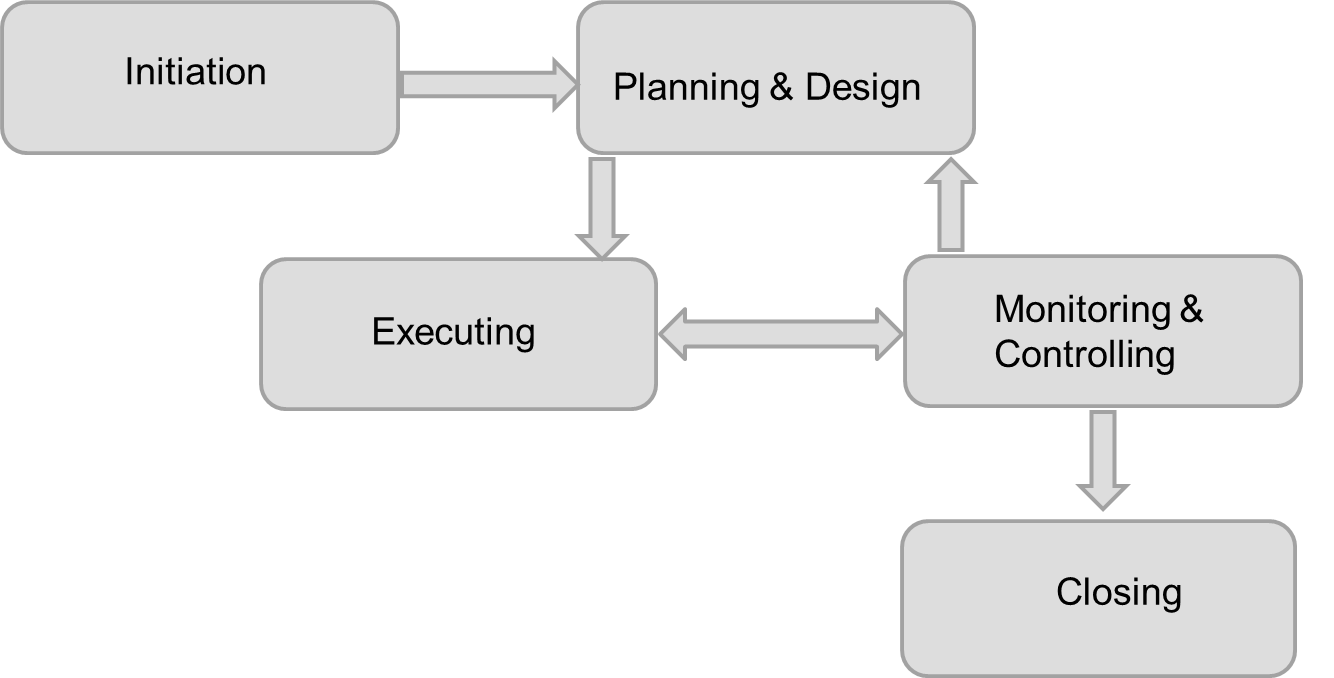 Initiation
Planning & Design
Executing
Monitoring &
Controlling
Closing